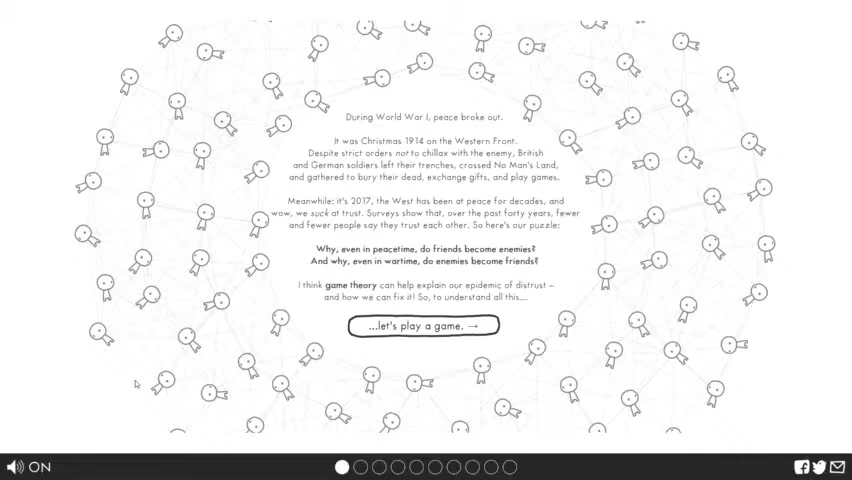 During World War I, peace broke out.
It was Christmas 1914 on the Western Front.
Despite strict orders not to chillax with the enemy, British
and German soldiers left their trenches, crossed No Man's Land,
and gathered to bury their dead, exchange gifts, and play games.
Meanwhile: it's 2017, the West has been at peace for decades, and
wow, we suck at trust. Surveys show that, over the past forty years, fewer
and fewer people say they trust each other. So here's our puzzle:
Why, even in peacetime, do friends become enemies?
And why, even in wartime, do enemies become friends?
I think game theory can help explain our epidemic of distrust –
and how we can fix it! So, to understand all this...
...let's play a game. →
ON